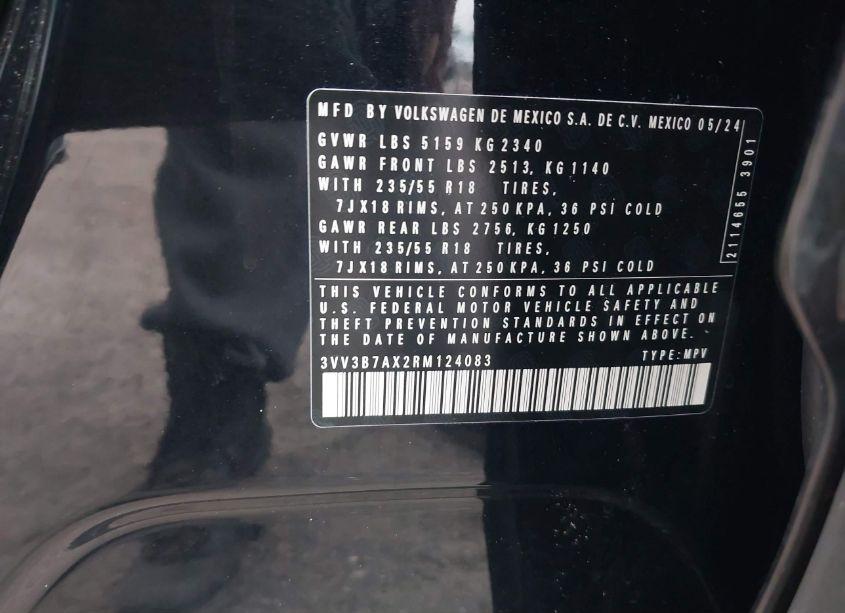 MFD BY VOLKSWAGEN DE MEXICO S.A. DE C.V. MEXICO 05/24
GVWR LBS 5159 KG 2340
GAWR FRONT LBS 2513, KG 1140
WITH 235/55 R18 TIRES,
7JX18 RIMS, AT 250 KPA, 36 PSI COLD
GAWR REAR LBS 2756, KG 1250
WITH 235/55 R18 TIRES,
7JX18 RIMS, AT 250 KPA, 36 PSI COLD
2114655 3901
THIS VEHICLE CONFORMS TO ALL APPLICABLE
U.S. FEDERAL MOTOR VEHICLE SAFETY AND
THEFT PREVENTION STANDARDS IN EFFECT ON
THE DATE OF MANUFACTURE SHOWN ABOVE.
3VV3B7AX2RM124083 TYPE: MPV